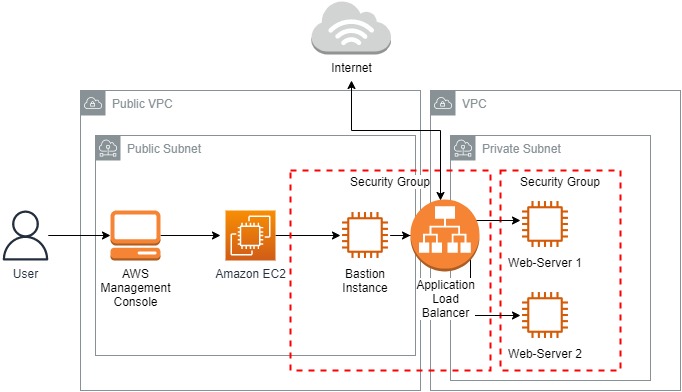 Internet
Public VPC
VPC
Public Subnet
Private Subnet
Security Group
Security Group
User
AWS
Management
Console
Amazon EC2
Bastion
Instance
Application
Load
Balancer
Web-Server 1
Web-Server 2